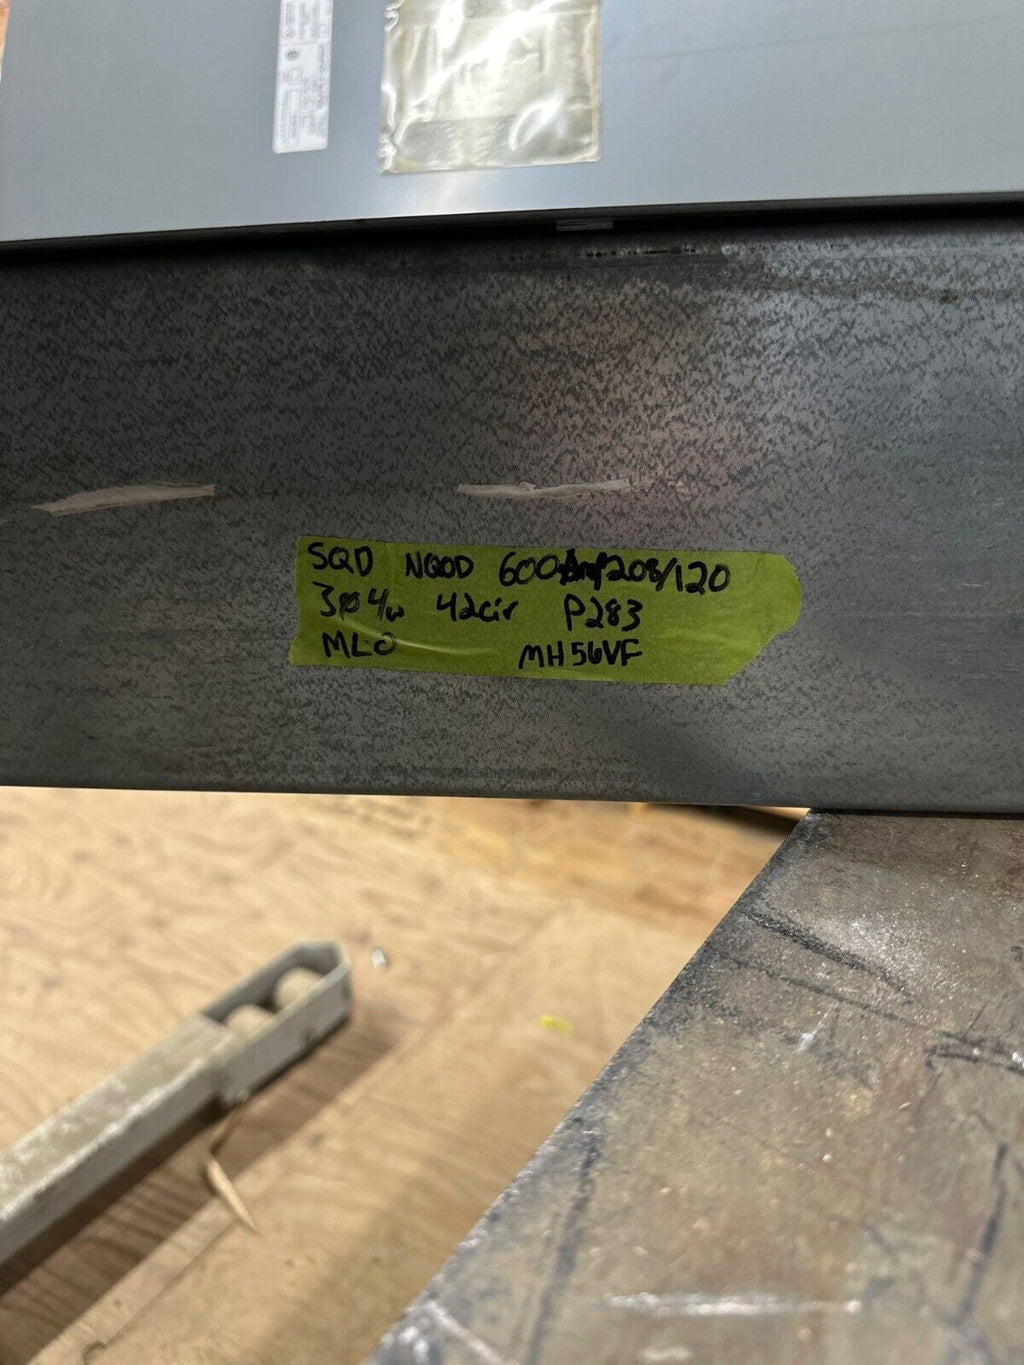 SQD NQOD 600Amp 208/120
3ø 4w 42cir P283
MLO MH56VF